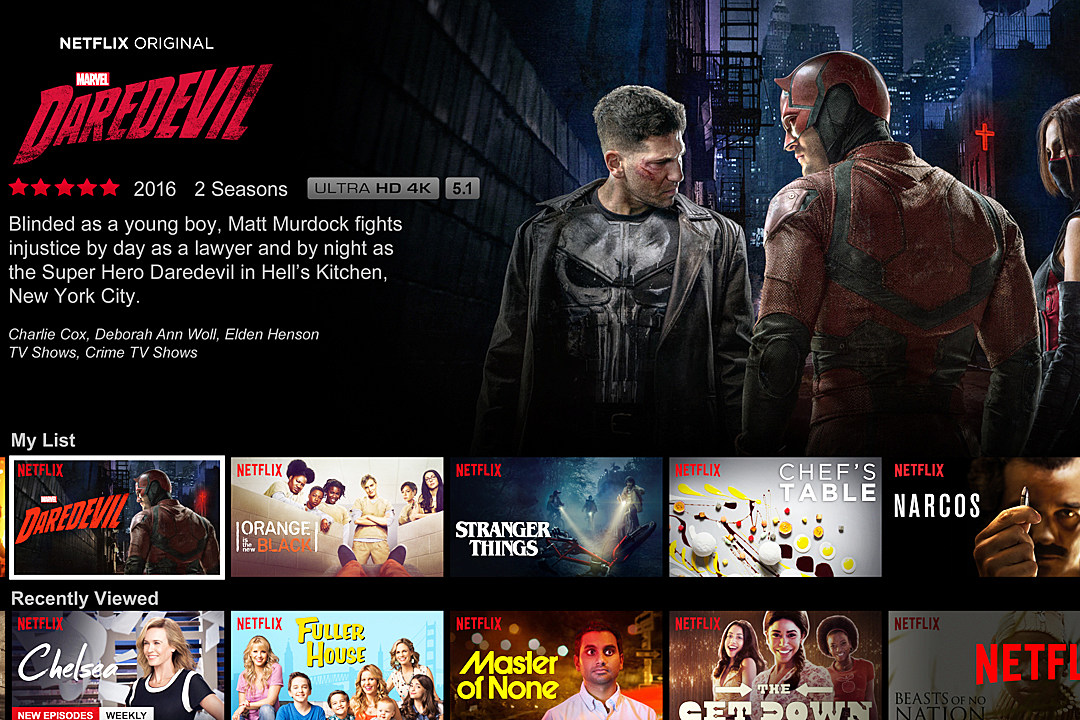 NETFLIX ORIGINAL
MARVEL
DAREDEVIL
2016 2 Seasons ULTRA HD 4K 5.1
Blinded as a young boy, Matt Murdock fights
injustice by day as a lawyer and by night as
the Super Hero Daredevil in Hell's Kitchen,
New York City.
Charlie Cox, Deborah Ann Woll, Elden Henson
TV Shows, Crime TV Shows
My List
NETFLIX
MARVEL
DAREDEVIL
NETFLIX
ORANGE
is the new BLACK
NETFLIX
STRANGER
THINGS
NETFLIX
CHEF'S
TABLE
NETFLIX
NARCOS
Recently Viewed
NETFLIX
Chelsea
NEW EPISODES WEEKLY
NETFLIX
FULLER
HOUSE
NETFLIX
Master
of None
NETFLIX
THE
GET DOWN
NETFLIX
NETFL
BEASTS OF NO
NATION